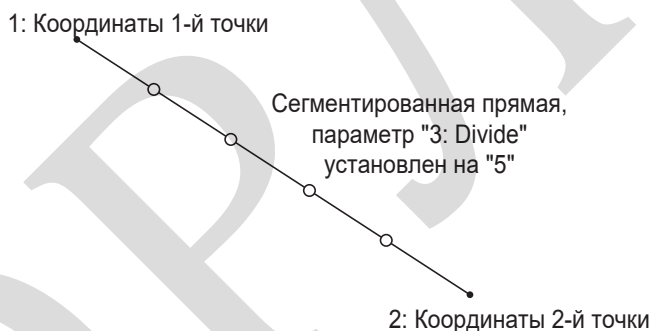 1: Координаты 1-й точки
Сегментированная прямая,
параметр "3: Divide"
установлен на "5"
2: Координаты 2-й точки